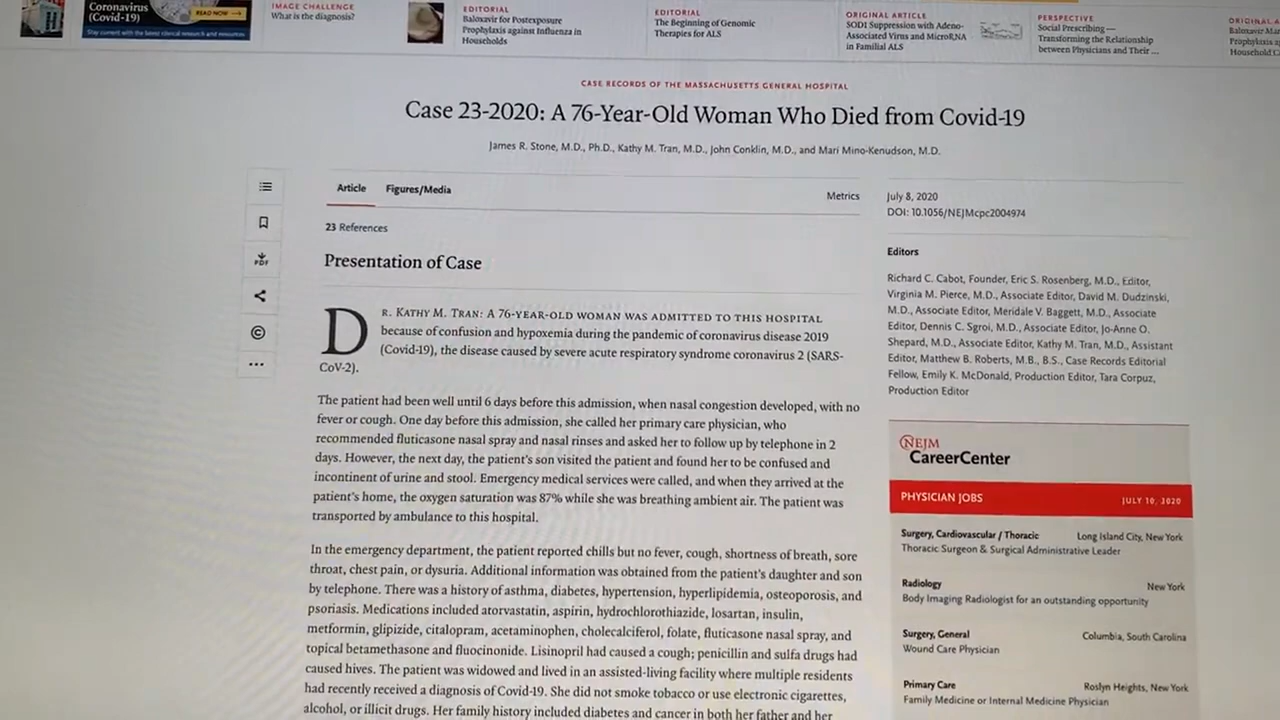 Coronavirus
(Covid-19)
READ NOW →
Stay current with the latest clinical research and resources
IMAGE CHALLENGE
What is the diagnosis?
EDITORIAL
Baloxavir for Postexposure
Prophylaxis against Influenza in
Households
EDITORIAL
The Beginning of Genomic
Therapies for ALS
ORIGINAL ARTICLE
SOD1 Suppression with Adeno-
Associated Virus and MicroRNA
in Familial ALS
PERSPECTIVE
Social Prescribing —
Transforming the Relationship
between Physicians and Their ...
ORIGINAL A
Baloxavir Mar
Prophylaxis a
Household C
CASE RECORDS OF THE MASSACHUSETTS GENERAL HOSPITAL
Case 23-2020: A 76-Year-Old Woman Who Died from Covid-19
James R. Stone, M.D., Ph.D., Kathy M. Tran, M.D., John Conklin, M.D., and Mari Mino-Kenudson, M.D.
Article Figures/Media
Metrics
23 References
Presentation of Case
DR. KATHY M. TRAN: A 76-YEAR-OLD WOMAN WAS ADMITTED TO THIS HOSPITAL
because of confusion and hypoxemia during the pandemic of coronavirus disease 2019
(Covid-19), the disease caused by severe acute respiratory syndrome coronavirus 2 (SARS-
CoV-2).
The patient had been well until 6 days before this admission, when nasal congestion developed, with no
fever or cough. One day before this admission, she called her primary care physician, who
recommended fluticasone nasal spray and nasal rinses and asked her to follow up by telephone in 2
days. However, the next day, the patient's son visited the patient and found her to be confused and
incontinent of urine and stool. Emergency medical services were called, and when they arrived at the
patient's home, the oxygen saturation was 87% while she was breathing ambient air. The patient was
transported by ambulance to this hospital.
In the emergency department, the patient reported chills but no fever, cough, shortness of breath, sore
throat, chest pain, or dysuria. Additional information was obtained from the patient's daughter and son
by telephone. There was a history of asthma, diabetes, hypertension, hyperlipidemia, osteoporosis, and
psoriasis. Medications included atorvastatin, aspirin, hydrochlorothiazide, losartan, insulin,
metformin, glipizide, citalopram, acetaminophen, cholecalciferol, folate, fluticasone nasal spray, and
topical betamethasone and fluocinonide. Lisinopril had caused a cough; penicillin and sulfa drugs had
caused hives. The patient was widowed and lived in an assisted-living facility where multiple residents
had recently received a diagnosis of Covid-19. She did not smoke tobacco or use electronic cigarettes,
alcohol, or illicit drugs. Her family history included diabetes and cancer in both her father and her
PDF
July 8, 2020
DOI: 10.1056/NEJMcpc2004974
Editors
Richard C. Cabot, Founder, Eric S. Rosenberg, M.D., Editor,
Virginia M. Pierce, M.D., Associate Editor, David M. Dudzinski,
M.D., Associate Editor, Meridale V. Baggett, M.D., Associate
Editor, Dennis C. Sgroi, M.D., Associate Editor, Jo-Anne O.
Shepard, M.D., Associate Editor, Kathy M. Tran, M.D., Assistant
Editor, Matthew B. Roberts, M.B., B.S., Case Records Editorial
Fellow, Emily K. McDonald, Production Editor, Tara Corpuz,
Production Editor
NEJM
CareerCenter
PHYSICIAN JOBS JULY 10, 2020
Surgery, Cardiovascular / Thoracic Long Island City, New York
Thoracic Surgeon & Surgical Administrative Leader
Radiology New York
Body Imaging Radiologist for an outstanding opportunity
Surgery, General Columbia, South Carolina
Wound Care Physician
Primary Care Roslyn Heights, New York
Family Medicine or Internal Medicine Physician